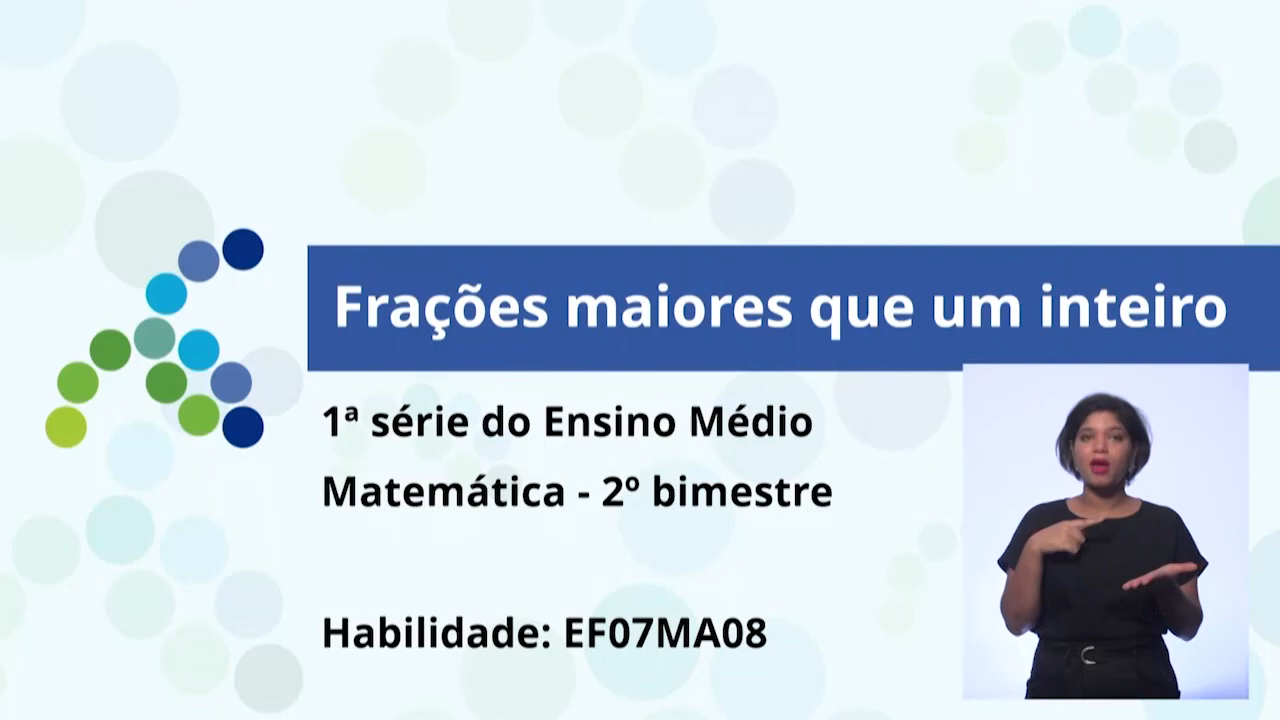 Frações maiores que um inteiro
1ª série do Ensino Médio
Matemática - 2º bimestre
Habilidade: EF07MA08